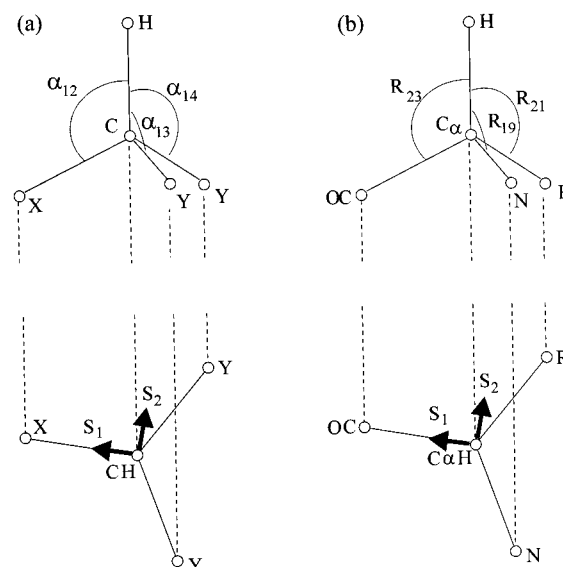 (a)
(b)
H
H
α12
α14
α13
C
X
Y
Y
R23
R21
R19
Cα
OC
N
R
Y
S2
S1
X
CH
Y
R
S2
S1
OC
CαH
N